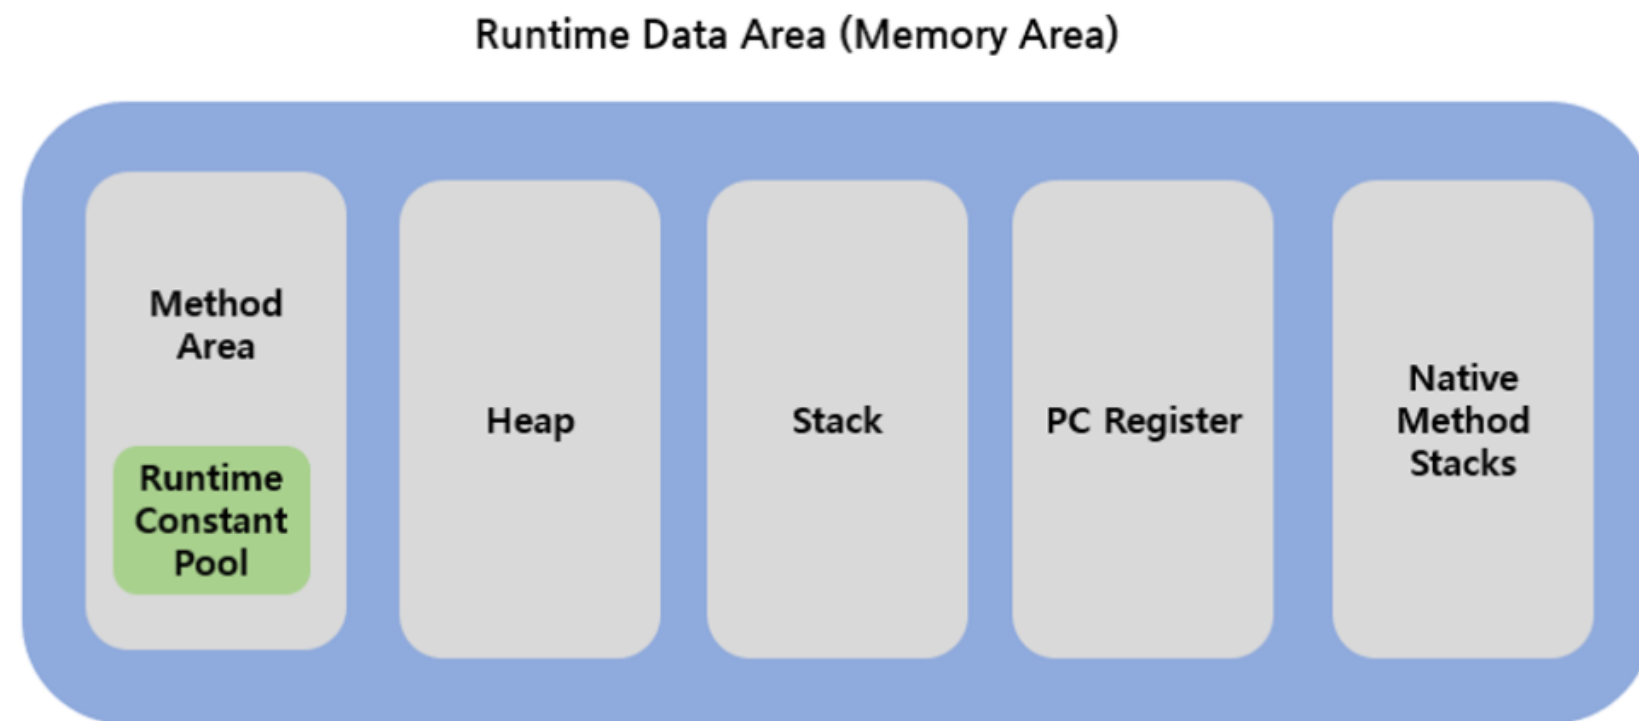 Runtime Data Area (Memory Area)
Method
Area
Runtime
Constant
Pool
Heap
Stack
PC Register
Native
Method
Stacks